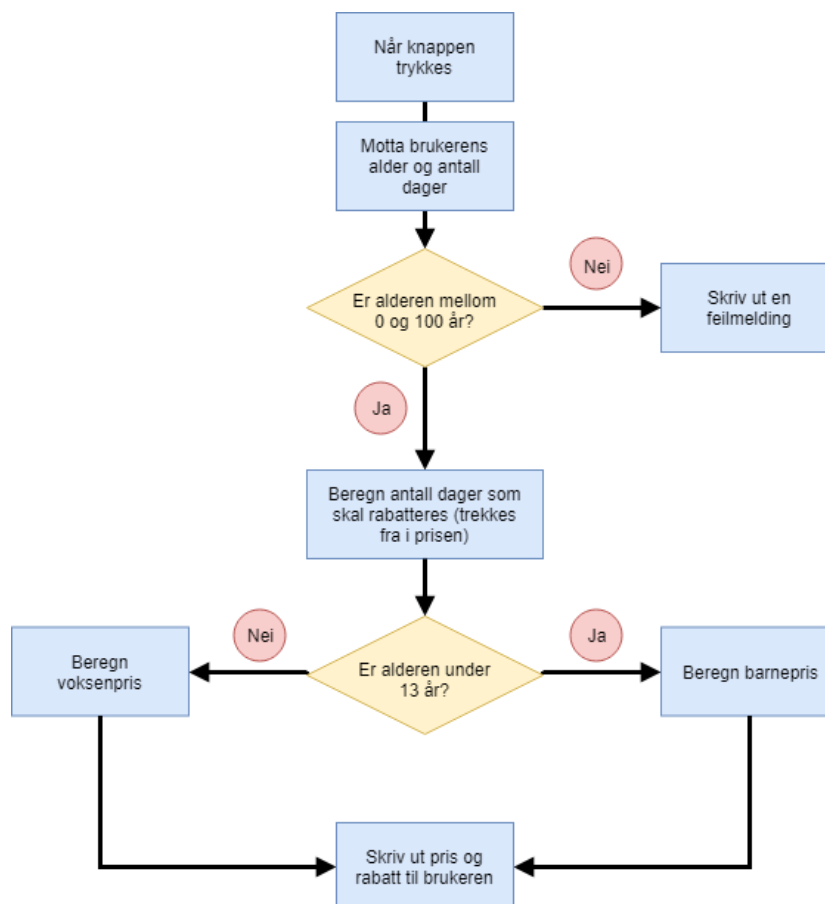 Når knappen
trykkes
Motta brukerens
alder og antall
dager
Er alderen mellom
0 og 100 år?
Nei
Skriv ut en
feilmelding
Ja
Beregn antall dager som
skal rabatteres (trekkes
fra i prisen)
Nei
Ja
Beregn
voksenpris
Er alderen under
13 år?
Beregn barnepris
Skriv ut pris og
rabatt til brukeren